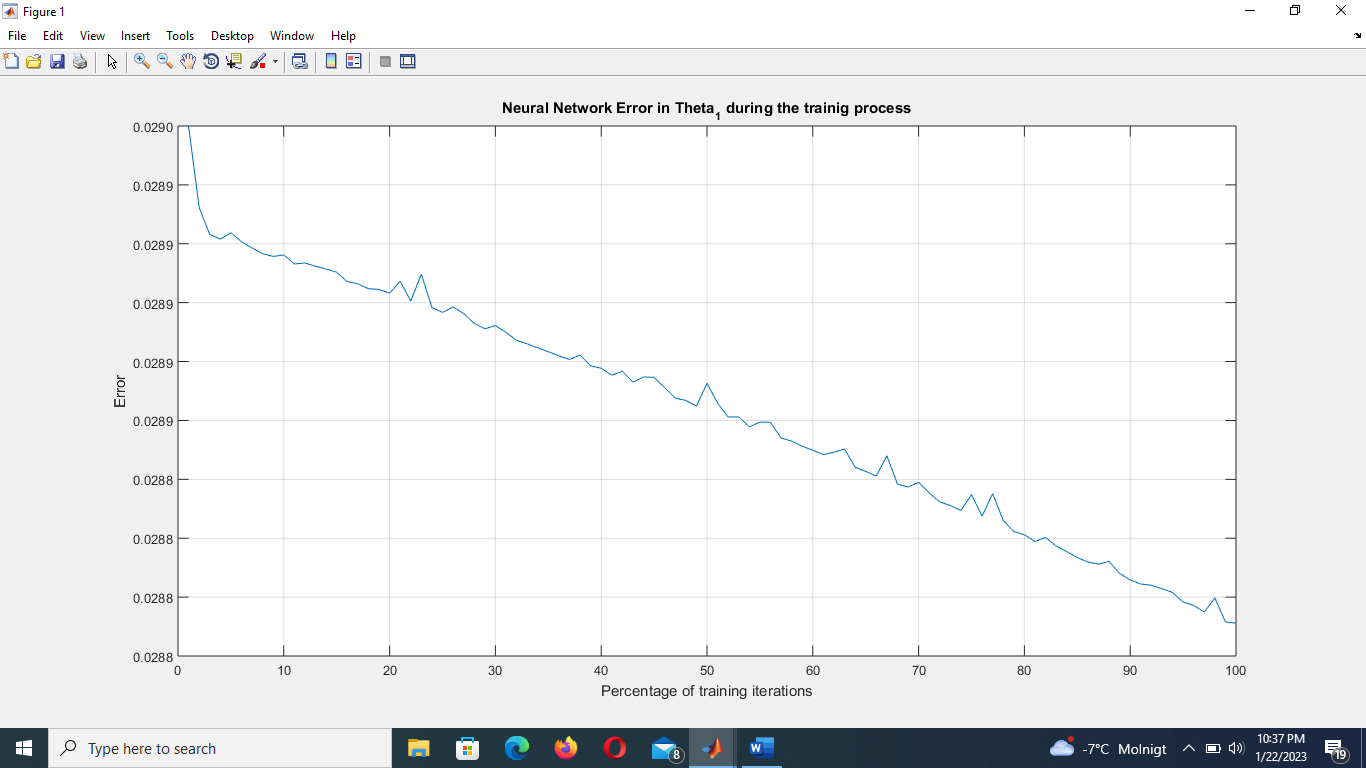 Figure 1
File Edit View Insert Tools Desktop Window Help
Neural Network Error in Theta1 during the trainig process
0.0290
0.0289
0.0289
0.0289
0.0289
0.0289
0.0288
0.0288
0.0288
0.0288
Error
0 10 20 30 40 50 60 70 80 90 100
Percentage of training iterations
Type here to search
8
-7°C Molnigt
10:37 PM
1/22/2023
19